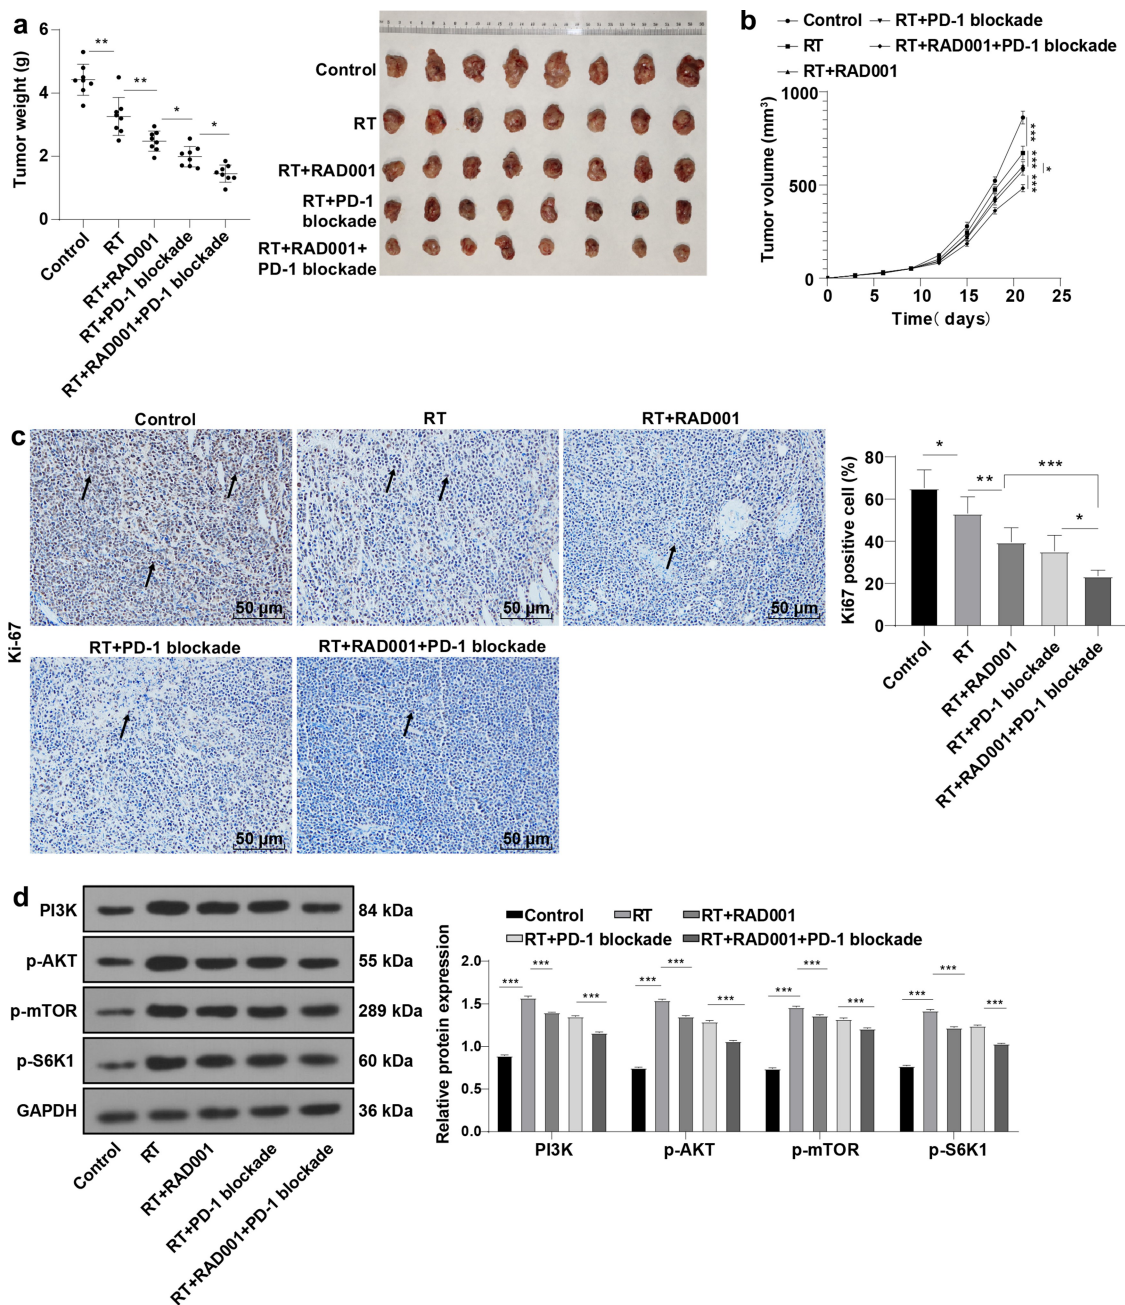 a
Tumor weight (g)
6
4
2
0
**
**
*
*
Control
RT
RT+RAD001
RT+PD-1 blockade
RT+RAD001+PD-1 blockade
Control
RT
RT+RAD001
RT+PD-1
blockade
RT+RAD001+
PD-1 blockade
b
Control
RT+PD-1 blockade
RT
RT+RAD001+PD-1 blockade
RT+RAD001
Tumor volume (mm³)
1000
500
0
0
5
10
15
20
25
Time( days)
***
***
***
*
c
Ki-67
Control
RT
RT+RAD001
50 μm
50 μm
50 μm
RT+PD-1 blockade
RT+RAD001+PD-1 blockade
50 μm
50 μm
Ki67 positive cell (%)
80
60
40
20
0
*
**
***
*
Control
RT
RT+RAD001
RT+PD-1 blockade
RT+RAD001+PD-1 blockade
d
PI3K
84 kDa
p-AKT
55 kDa
p-mTOR
289 kDa
p-S6K1
60 kDa
GAPDH
36 kDa
Control
RT
RT+RAD001
RT+PD-1 blockade
RT+RAD001+PD-1 blockade
Control
RT
RT+RAD001
RT+PD-1 blockade
RT+RAD001+PD-1 blockade
Relative protein expression
2.0
1.5
1.0
0.5
0.0
*** *** ***
*** *** ***
*** *** ***
*** *** ***
PI3K
p-AKT
p-mTOR
p-S6K1